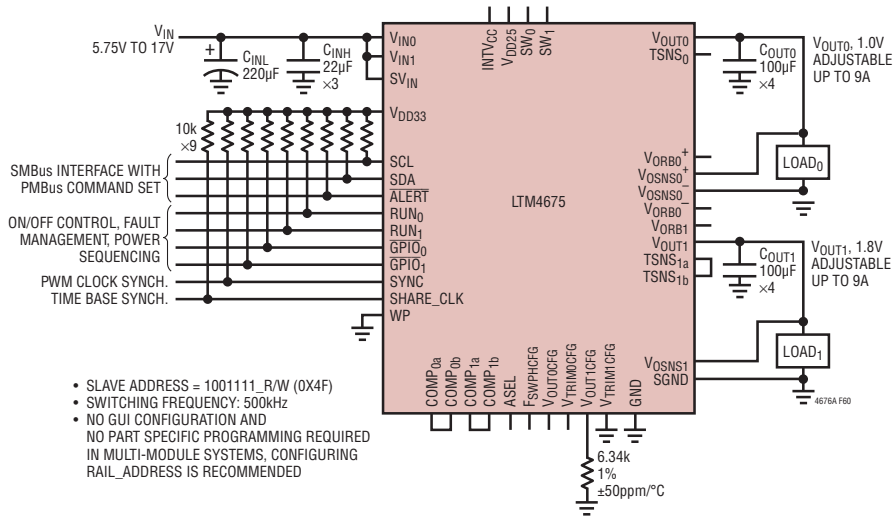 VIN
5.75V TO 17V
+
CINL
220µF
CINH
22µF
×3
VIN0
VIN1
SVIN
VDD33
10k
×9
SMBus INTERFACE WITH
PMBus COMMAND SET
ON/OFF CONTROL, FAULT
MANAGEMENT, POWER
SEQUENCING
PWM CLOCK SYNCH.
TIME BASE SYNCH.
SCL
SDA
ALERT
RUN0
RUN1
GPIO0
GPIO1
SYNC
SHARE_CLK
WP
INTVCC
VDD25
SW0
SW1
LTM4675
VOUT0
TSNS0
VORB0+
VOSNS0+
VOSNS0–
VORB0–
VORB1
VOUT1
TSNS1a
TSNS1b
VOSNS1
SGND
COUT0
100µF
×4
VOUT0, 1.0V
ADJUSTABLE
UP TO 9A
LOAD0
COUT1
100µF
×4
VOUT1, 1.8V
ADJUSTABLE
UP TO 9A
LOAD1
4676A F60
COMP0a
COMP0b
COMP1a
COMP1b
ASEL
FSWPHCFG
VOUT0CFG
VTRIM0CFG
VOUT1CFG
VTRIM1CFG
GND
6.34k
1%
±50ppm/°C
• SLAVE ADDRESS = 1001111_R/W (0X4F)
• SWITCHING FREQUENCY: 500kHz
• NO GUI CONFIGURATION AND
NO PART SPECIFIC PROGRAMMING REQUIRED
IN MULTI-MODULE SYSTEMS, CONFIGURING
RAIL_ADDRESS IS RECOMMENDED